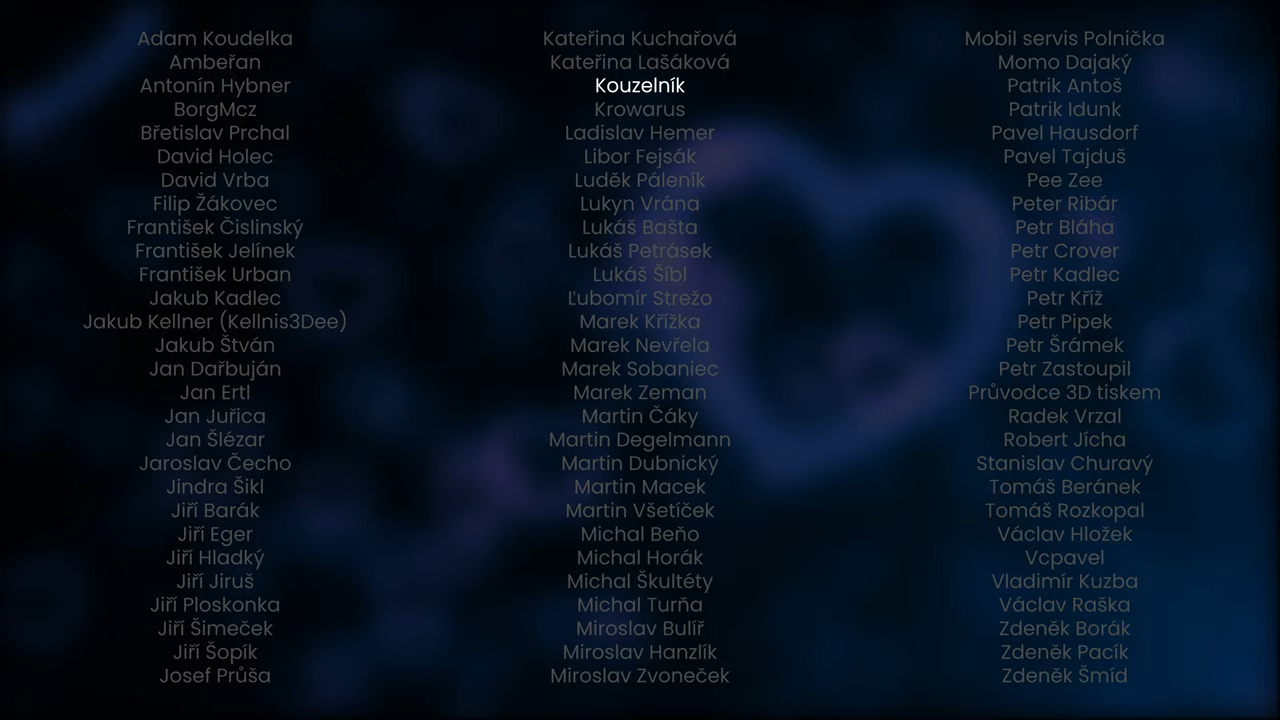 Adam Koudelka
Ambeřan
Antonín Hybner
BorgMcz
Břetislav Prchal
David Holec
David Vrba
Filip Žákovec
František Čislinský
František Jelínek
František Urban
Jakub Kadlec
Jakub Kellner (Kellnis3Dee)
Jakub Štván
Jan Dařbuján
Jan Ertl
Jan Juřica
Jan Šlézar
Jaroslav Čecho
Jindra Šikl
Jiří Barák
Jiří Eger
Jiří Hladký
Jiří Jiruš
Jiří Ploskonka
Jiří Šimeček
Jiří Šopík
Josef Průša
Kateřina Kuchařová
Kateřina Lašáková
Kouzelník
Krowarus
Ladislav Hemer
Libor Fejsák
Luděk Páleník
Lukyn Vrána
Lukáš Bašta
Lukáš Petrásek
Lukáš Šíbl
Ľubomír Strežo
Marek Křížka
Marek Nevřela
Marek Sobaniec
Marek Zeman
Martin Čáky
Martin Degelmann
Martin Dubnický
Martin Macek
Martin Všetíček
Michal Beňo
Michal Horák
Michal Škultéty
Michal Turňa
Miroslav Bulíř
Miroslav Hanzlík
Miroslav Zvoneček
Mobil servis Polnička
Momo Dajaký
Patrik Antoš
Patrik Idunk
Pavel Hausdorf
Pavel Tajduš
Pee Zee
Peter Ribár
Petr Bláha
Petr Crover
Petr Kadlec
Petr Kříž
Petr Pipek
Petr Šrámek
Petr Zastoupil
Průvodce 3D tiskem
Radek Vrzal
Robert Jícha
Stanislav Churavý
Tomáš Beránek
Tomáš Rozkopal
Václav Hložek
Vcpavel
Vladimír Kuzba
Václav Raška
Zdeněk Borák
Zdeněk Pacík
Zdeněk Šmíd